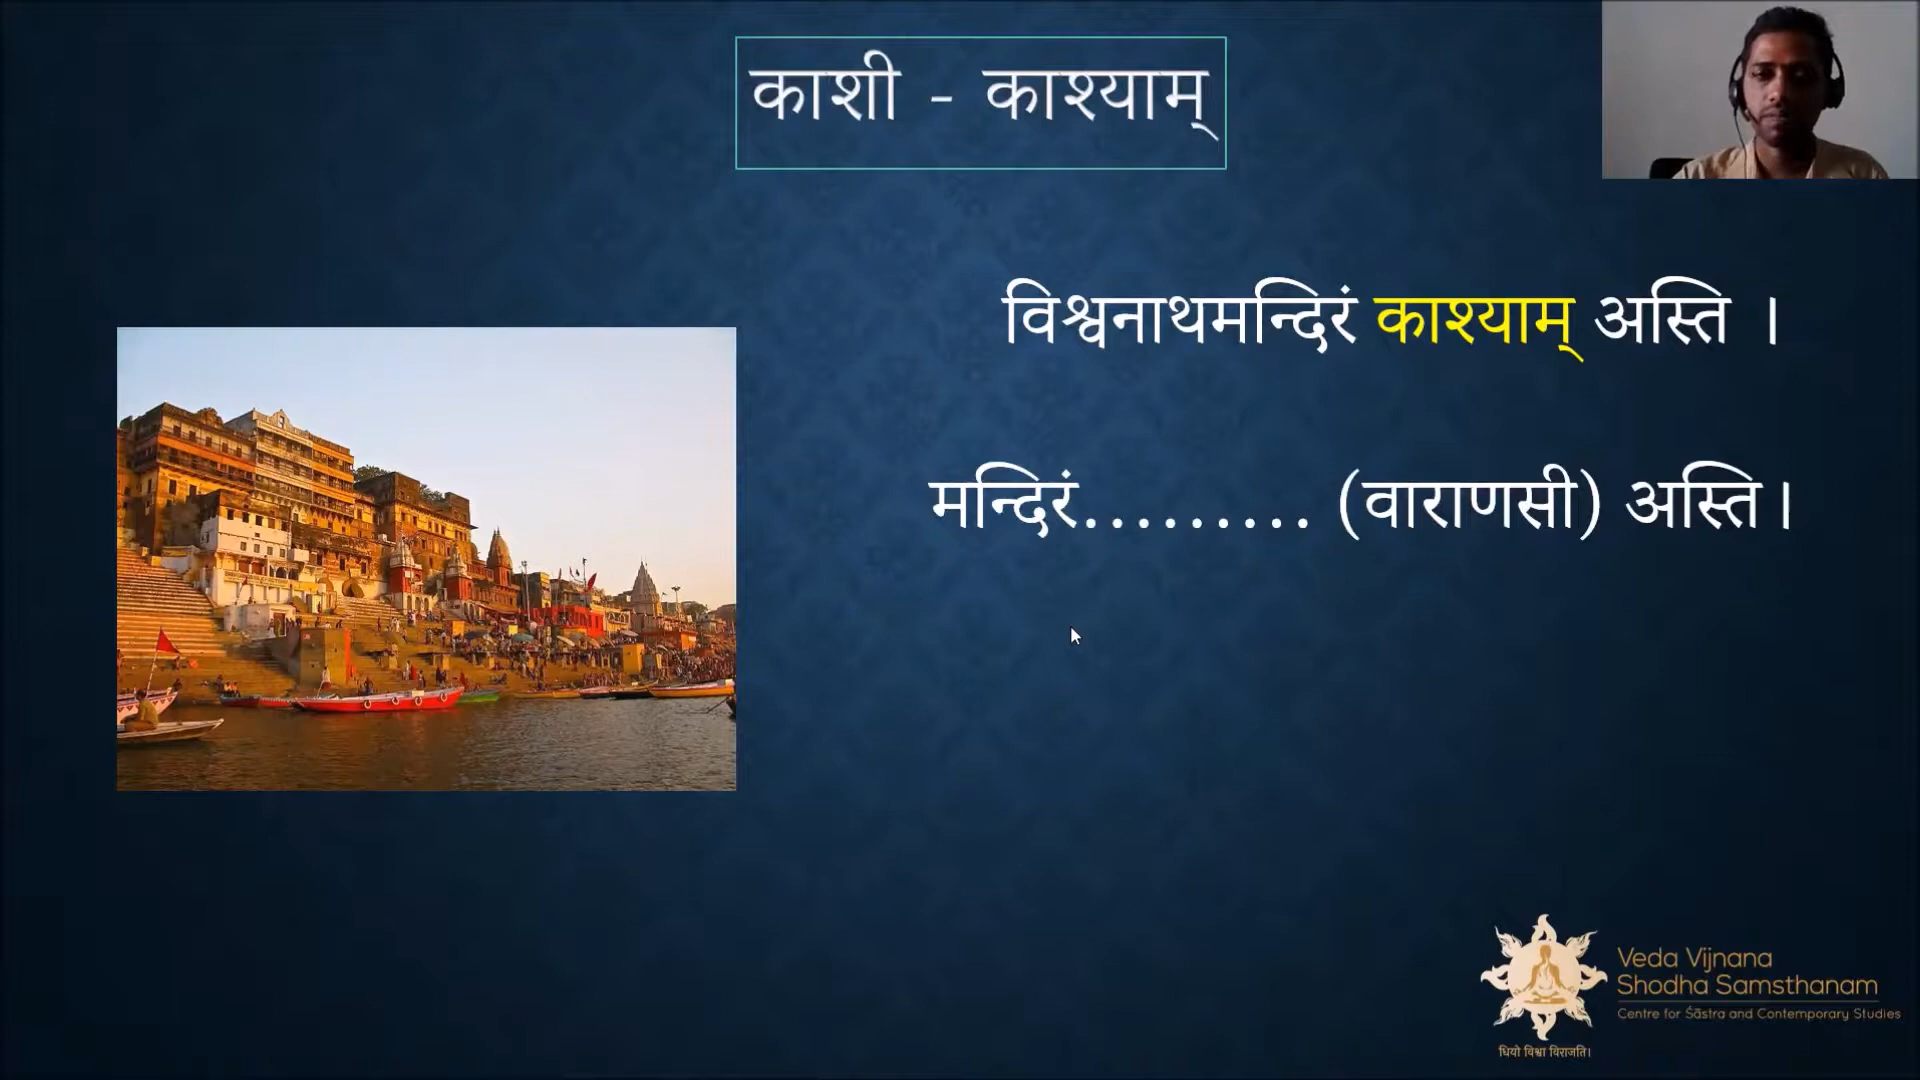 काशी - काश्याम्
विश्वनाथमन्दिरं काश्याम् अस्ति ।
मन्दिरं......... (वाराणसी) अस्ति।
Veda Vijnana
Shodha Samsthanam
Centre for Śāstra and Contemporary Studies
धियो विश्वा विराजति।